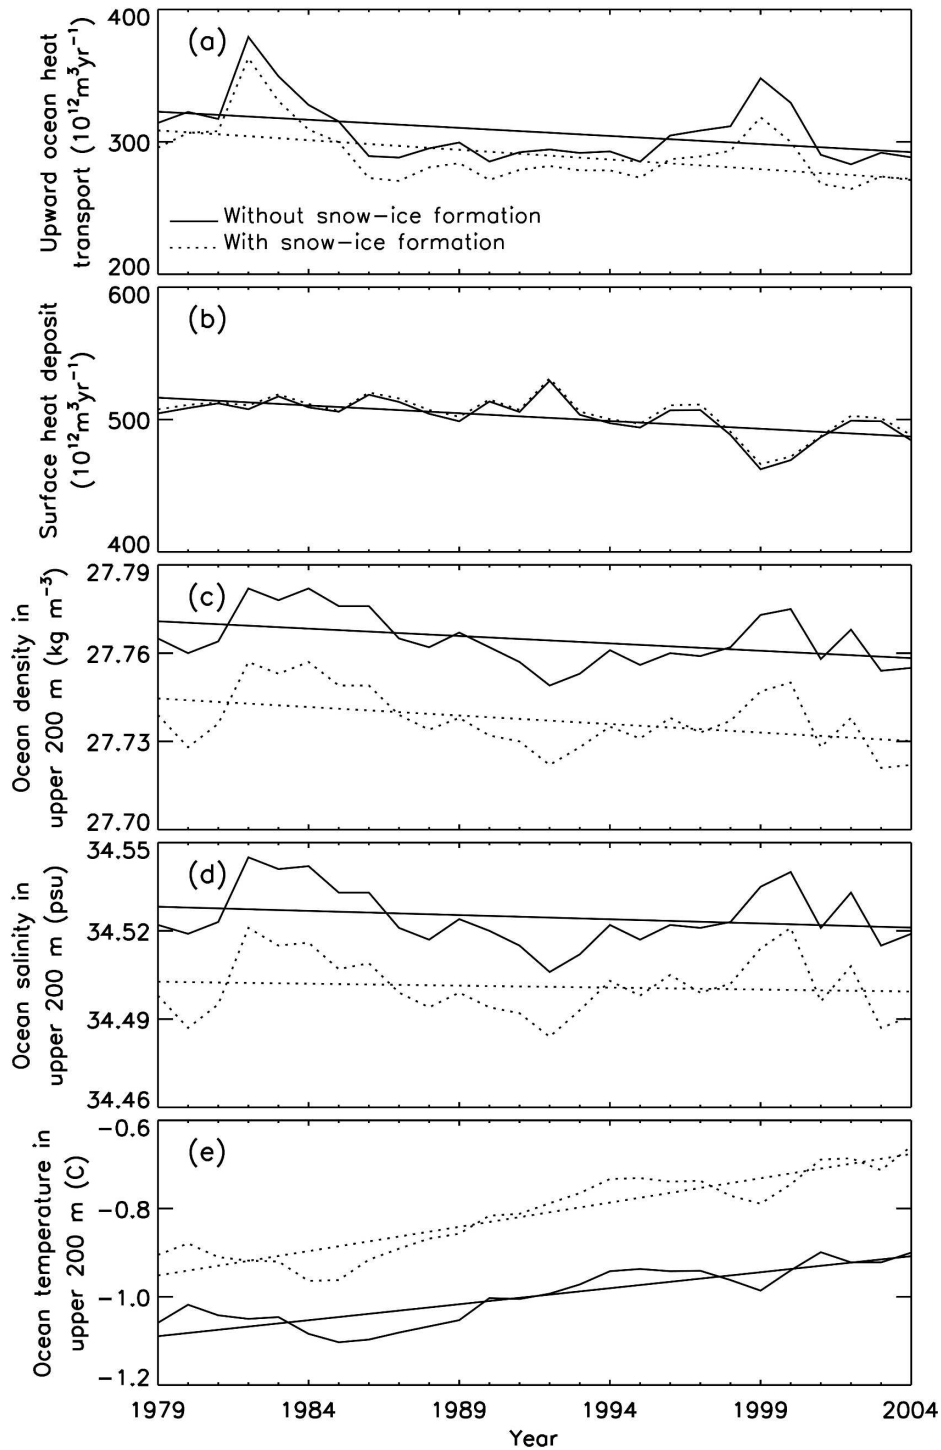 400
(a)
Upward ocean heat
transport (10¹²m³yr⁻¹)
300
Without snow-ice formation
With snow-ice formation
200
600
(b)
Surface heat deposit
(10¹²m³yr⁻¹)
500
400
27.79
(c)
Ocean density in
upper 200 m (kg m⁻³)
27.76
27.73
27.70
34.55
(d)
Ocean salinity in
upper 200 m (psu)
34.52
34.49
34.46
-0.6
(e)
Ocean temperature in
upper 200 m (C)
-0.8
-1.0
-1.2
1979 1984 1989 1994 1999 2004
Year